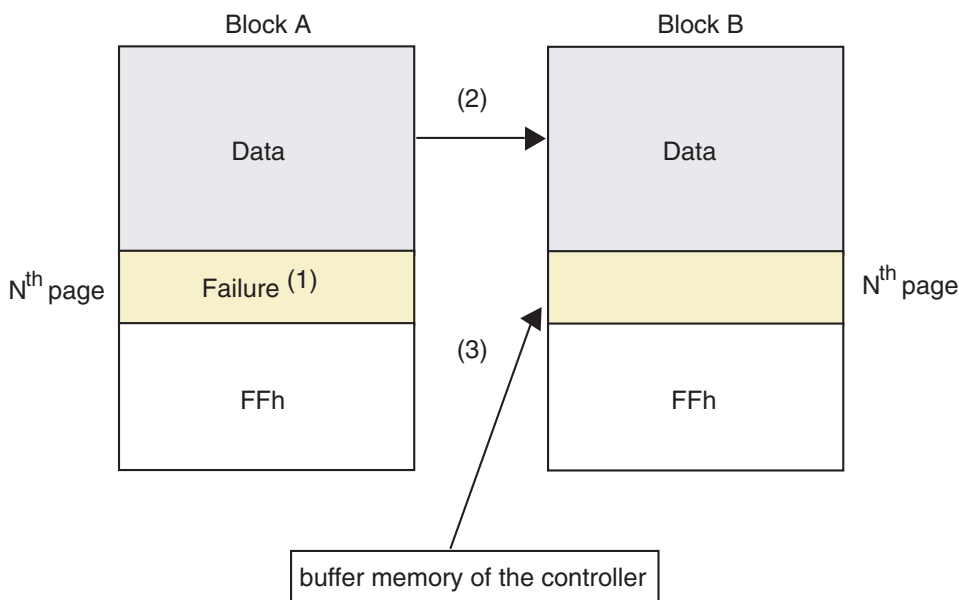 Block A
Block B
(2)
Data
Data
Nth page
Failure (1)
Nth page
(3)
FFh
FFh
buffer memory of the controller